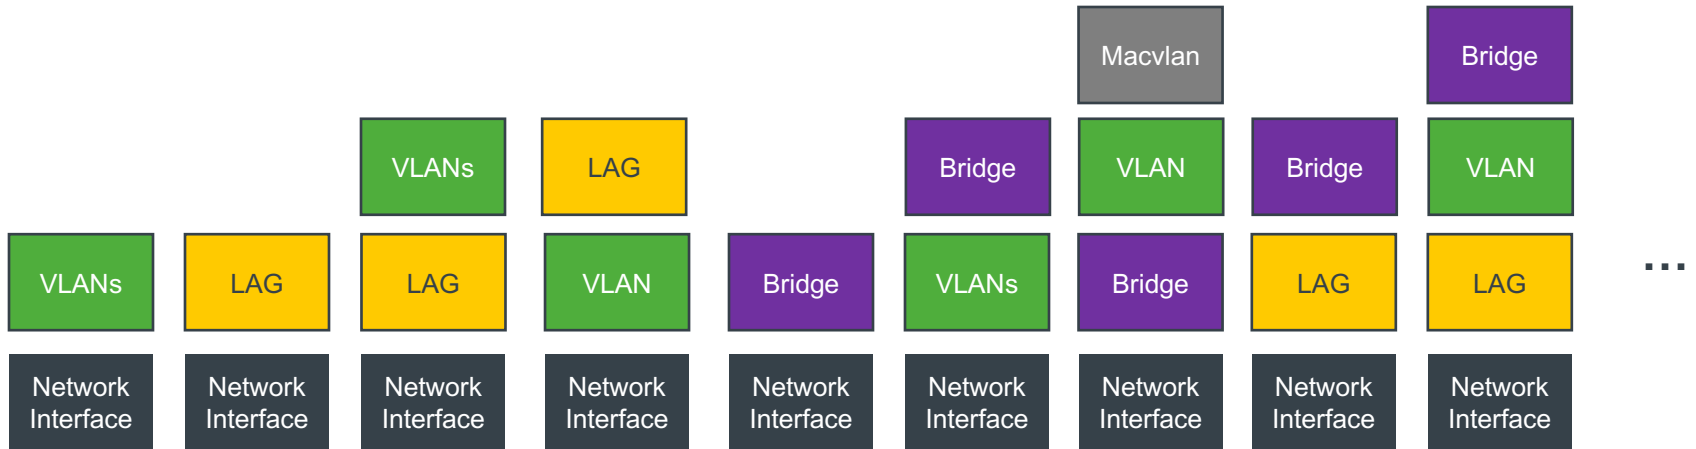 Macvlan
Bridge
VLANs
LAG
Bridge
VLAN
Bridge
VLAN
VLANs
LAG
LAG
VLAN
Bridge
VLANs
Bridge
LAG
LAG
...
Network
Interface
Network
Interface
Network
Interface
Network
Interface
Network
Interface
Network
Interface
Network
Interface
Network
Interface
Network
Interface